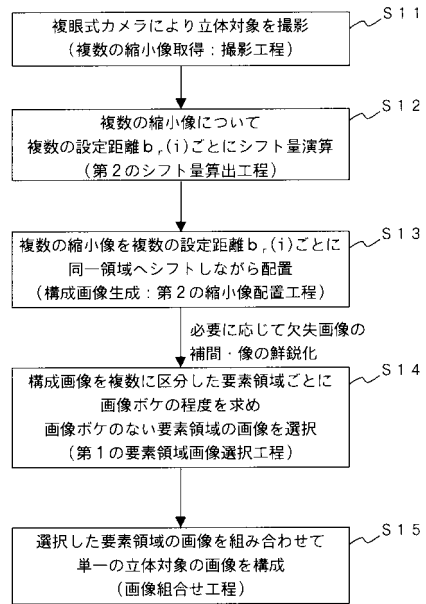 複眼式カメラにより立体対象を撮影
(複数の縮小像取得:撮影工程)
S11
複数の縮小像について
複数の設定距離br(i)ごとにシフト量演算
(第2のシフト量算出工程)
S12
複数の縮小像を複数の設定距離br(i)ごとに
同一領域へシフトしながら配置
(構成画像生成:第2の縮小像配置工程)
S13
必要に応じて欠失画像の
補間・像の鮮鋭化
構成画像を複数に区分した要素領域ごとに
画像ボケの程度を求め
画像ボケのない要素領域の画像を選択
(第1の要素領域画像選択工程)
S14
選択した要素領域の画像を組み合わせて
単一の立体対象の画像を構成
(画像組合せ工程)
S15